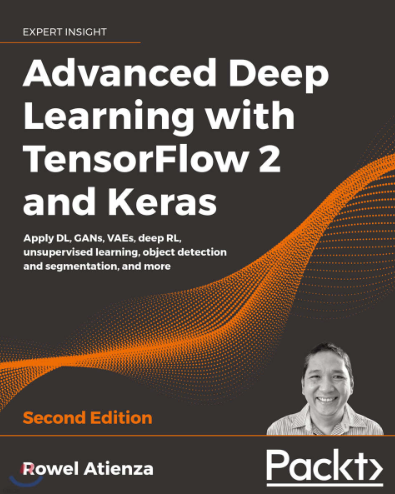 EXPERT INSIGHT
Advanced Deep
Learning with
TensorFlow 2
and Keras
Apply DL, GANs, VAEs, deep RL,
unsupervised learning, object detection
and segmentation, and more
Second Edition
Rowel Atienza
Packt>